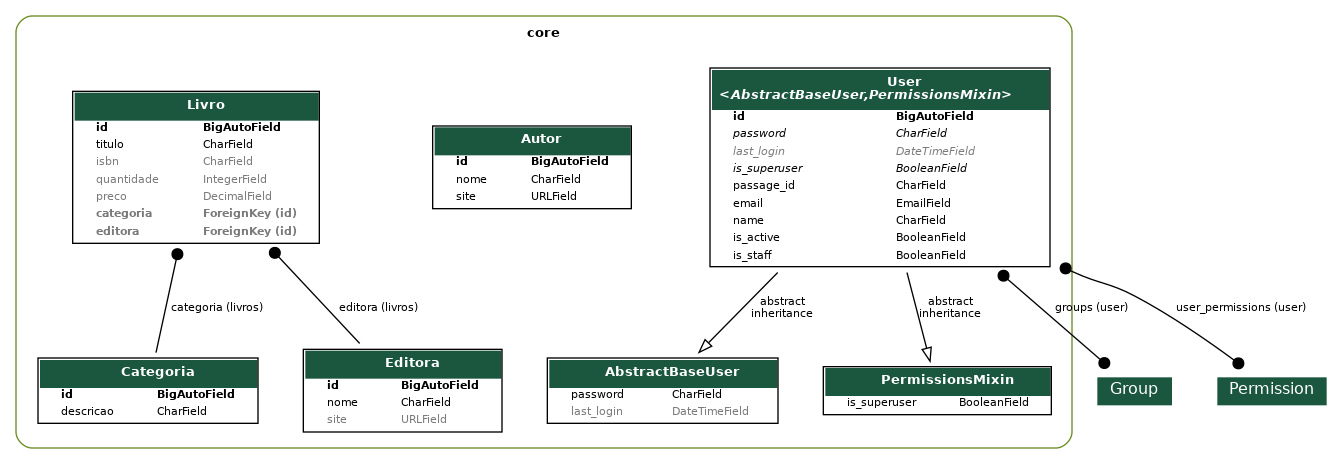 core
Livro
id BigAutoField
titulo CharField
isbn CharField
quantidade IntegerField
preco DecimalField
categoria ForeignKey (id)
editora ForeignKey (id)
Autor
id BigAutoField
nome CharField
site URLField
User
<AbstractBaseUser,PermissionsMixin>
id BigAutoField
password CharField
last_login DateTimeField
is_superuser BooleanField
passage_id CharField
email EmailField
name CharField
is_active BooleanField
is_staff BooleanField
categoria (livros)
editora (livros)
abstract
inheritance
abstract
inheritance
groups (user)
user_permissions (user)
Categoria
id BigAutoField
descricao CharField
Editora
id BigAutoField
nome CharField
site URLField
AbstractBaseUser
password CharField
last_login DateTimeField
PermissionsMixin
is_superuser BooleanField
Group
Permission